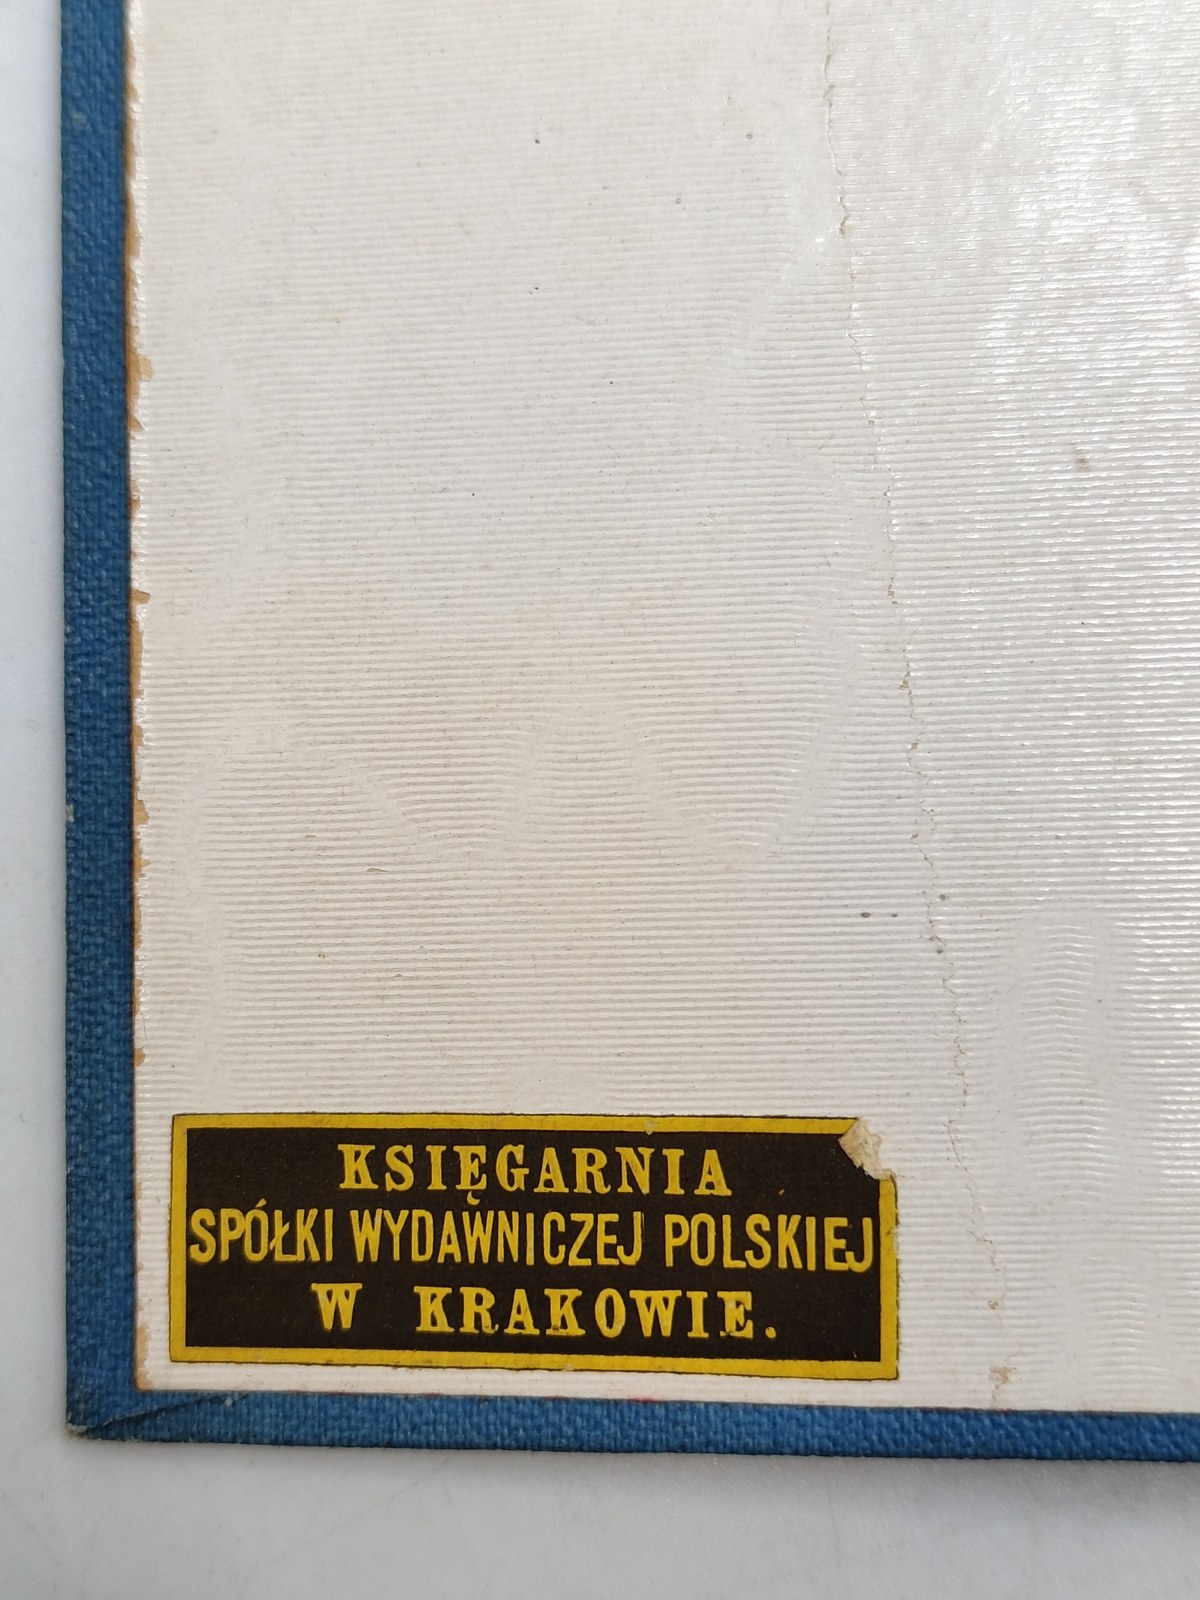 KSIĘGARNIA
SPÓŁKI WYDAWNICZEJ POLSKIEJ
W KRAKOWIE.